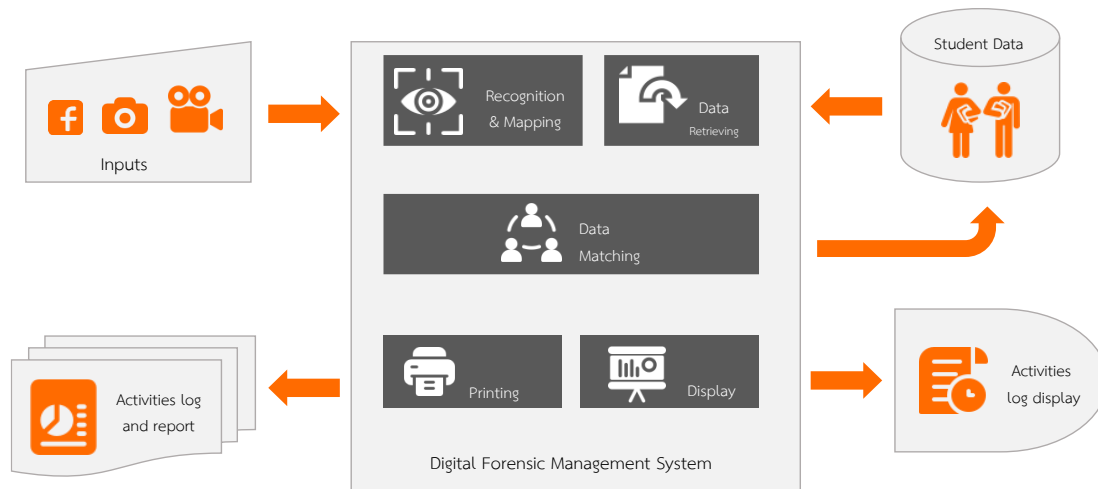 Inputs
Recognition
& Mapping
Data
Retrieving
Student Data
Data
Matching
Activities log
and report
Printing
Display
Activities
log display
Digital Forensic Management System